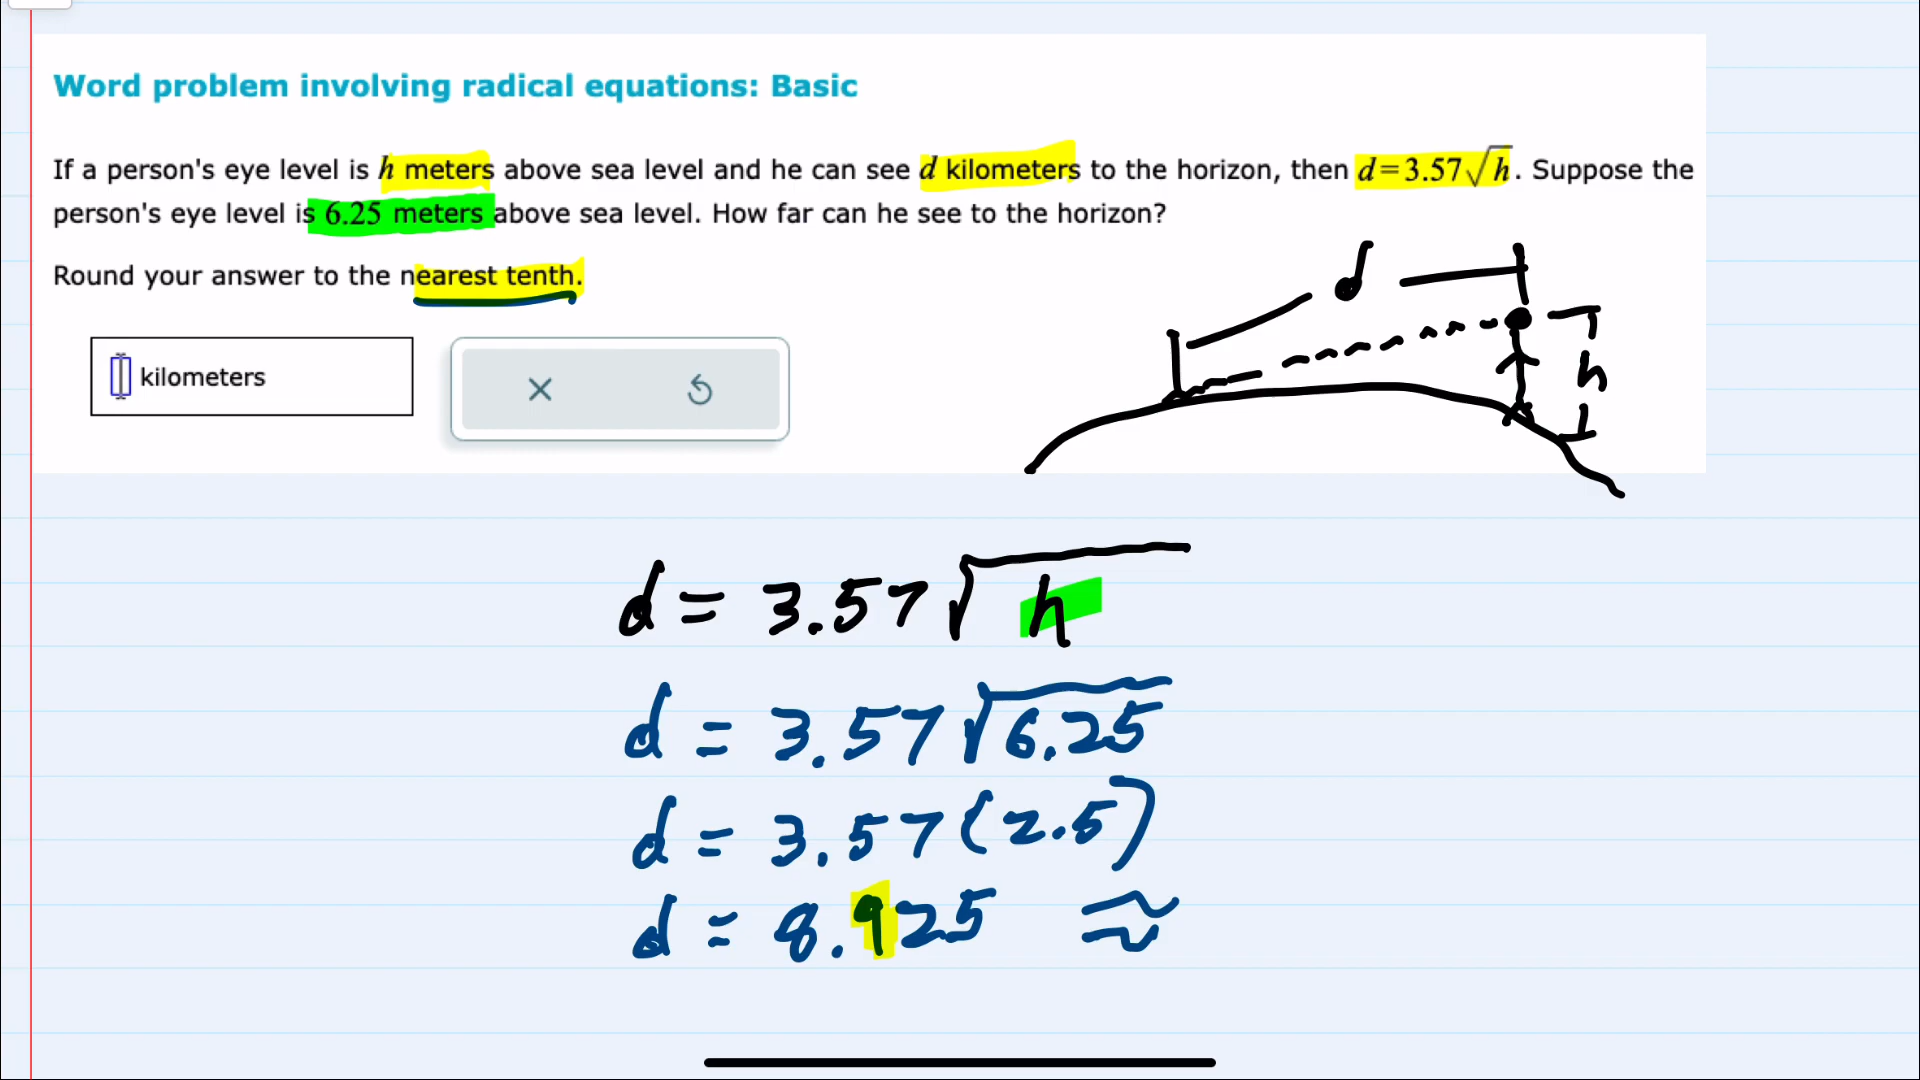 Word problem involving radical equations: Basic
If a person's eye level is h meters above sea level and he can see d kilometers to the horizon, then d=3.57√h. Suppose the
person's eye level is 6.25 meters above sea level. How far can he see to the horizon?
Round your answer to the nearest tenth.
kilometers
d
h
d = 3.57√h
d = 3.57√6.25
d = 3.57(2.5)
d = 8.925 ≈